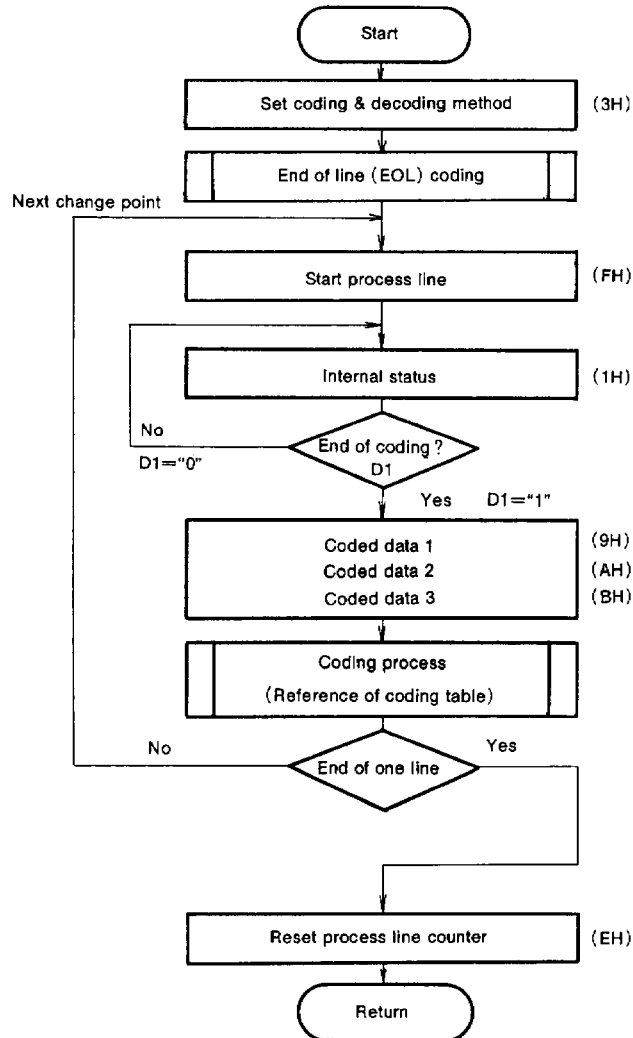 Start
Set coding & decoding method (3H)
End of line (EOL) coding
Next change point
Start process line (FH)
Internal status (1H)
No
End of coding?
D1="0"
D1
Yes D1="1"
Coded data 1 (9H)
Coded data 2 (AH)
Coded data 3 (BH)
Coding process
(Reference of coding table)
No
Yes
End of one line
Reset process line counter (EH)
Return